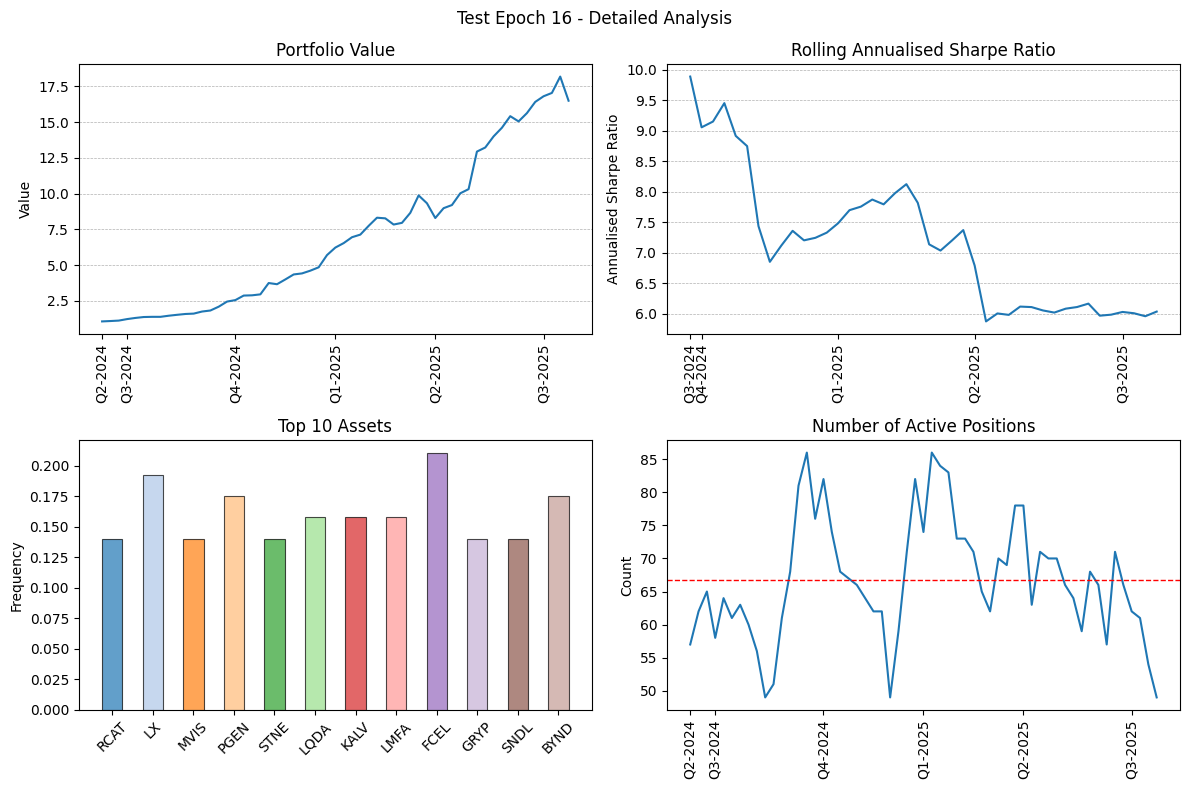 Test Epoch 16 - Detailed Analysis
Portfolio Value
Value
17.5
15.0
12.5
10.0
7.5
5.0
2.5
Q2-2024
Q3-2024
Q4-2024
Q1-2025
Q2-2025
Q3-2025
Rolling Annualised Sharpe Ratio
Annualised Sharpe Ratio
10.0
9.5
9.0
8.5
8.0
7.5
7.0
6.5
6.0
Q3-2024
Q4-2024
Q1-2025
Q2-2025
Q3-2025
Top 10 Assets
Frequency
0.200
0.175
0.150
0.125
0.100
0.075
0.050
0.025
0.000
RCAT
LX
MVIS
PGEN
STNE
LQDA
KALV
LMFA
FCEL
GRYP
SNDL
BYND
Number of Active Positions
Count
85
80
75
70
65
60
55
50
Q2-2024
Q3-2024
Q4-2024
Q1-2025
Q2-2025
Q3-2025